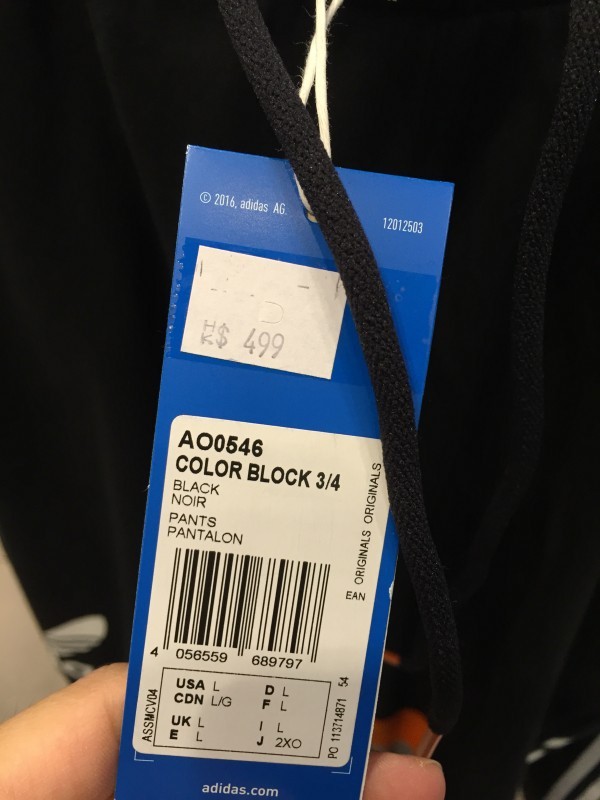 © 2016, adidas AG.
12012503
HK$ 499
AO0546
COLOR BLOCK 3/4
BLACK
NOIR
PANTS
PANTALON
ORIGINALS ORIGINALS
EAN
4 056559 689797
USA L D L
CDN L/G F L
UK L I L
E L J 2XO
ASSMCV04
PO 113714871 54
adidas.com